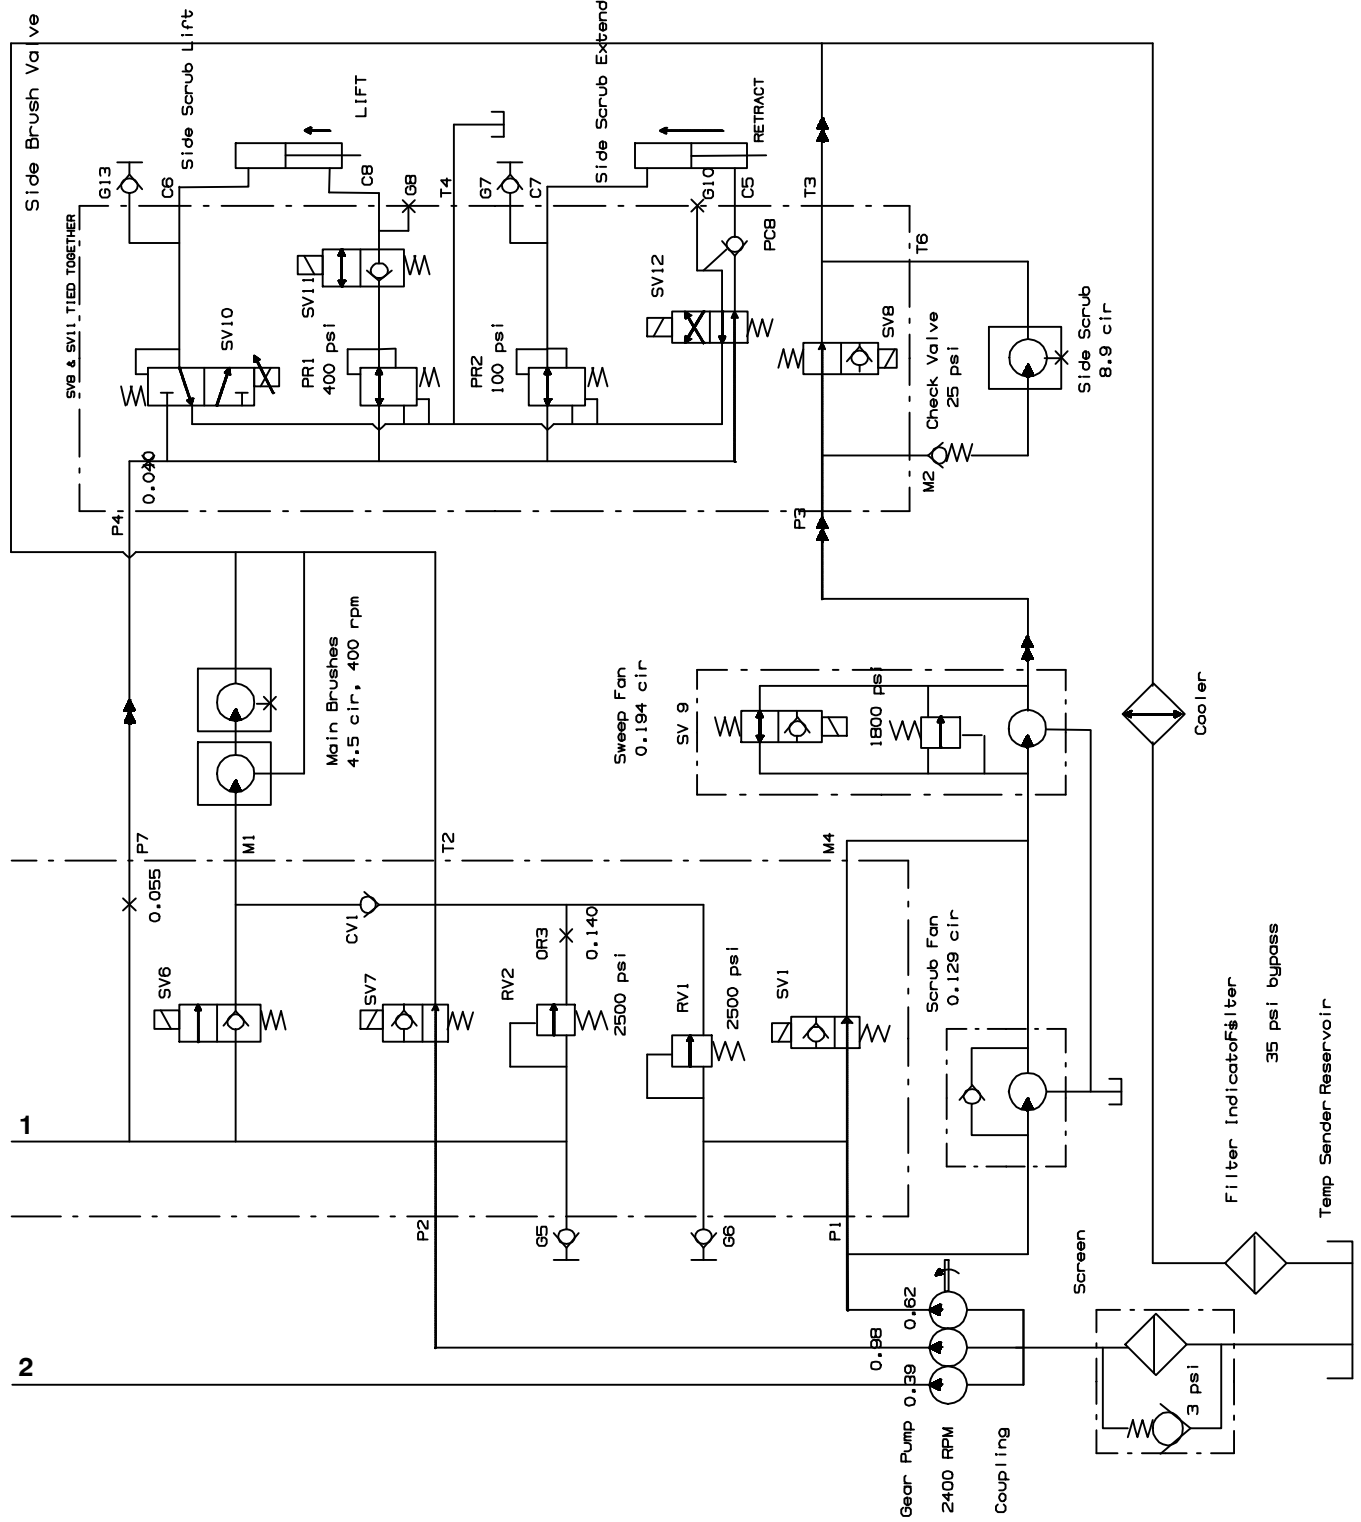 Side Brush Valve
Side Scrub Lift
G13
C6
LIFT
C8
G8
T4
G7
C7
Side Scrub Extend
RETRACT
G10
C5
T3
SV8 & SV11 TIED TOGETHER
SV10
SV11
PR1
400 psi
PR2
100 psi
SV12
PCB
SV8
T6
Check Valve
25 psi
M2
Side Scrub
8.9 cir
0.040
P4
P3
Main Brushes
4.5 cir, 400 rpm
Sweep Fan
0.194 cir
SV 9
1800 psi
Cooler
P7
M1
T2
M4
0.055
CV1
SV6
SV7
RV2
OR3
0.140
2500 psi
RV1
2500 psi
SV1
Scrub Fan
0.129 cir
1
P2
G5
G6
P1
Screen
Filter Indicator
Filter
35 psi bypass
Temp Sender Reservoir
2
0.62
0.98
Gear Pump 0.39
2400 RPM
Coupling
3 psi